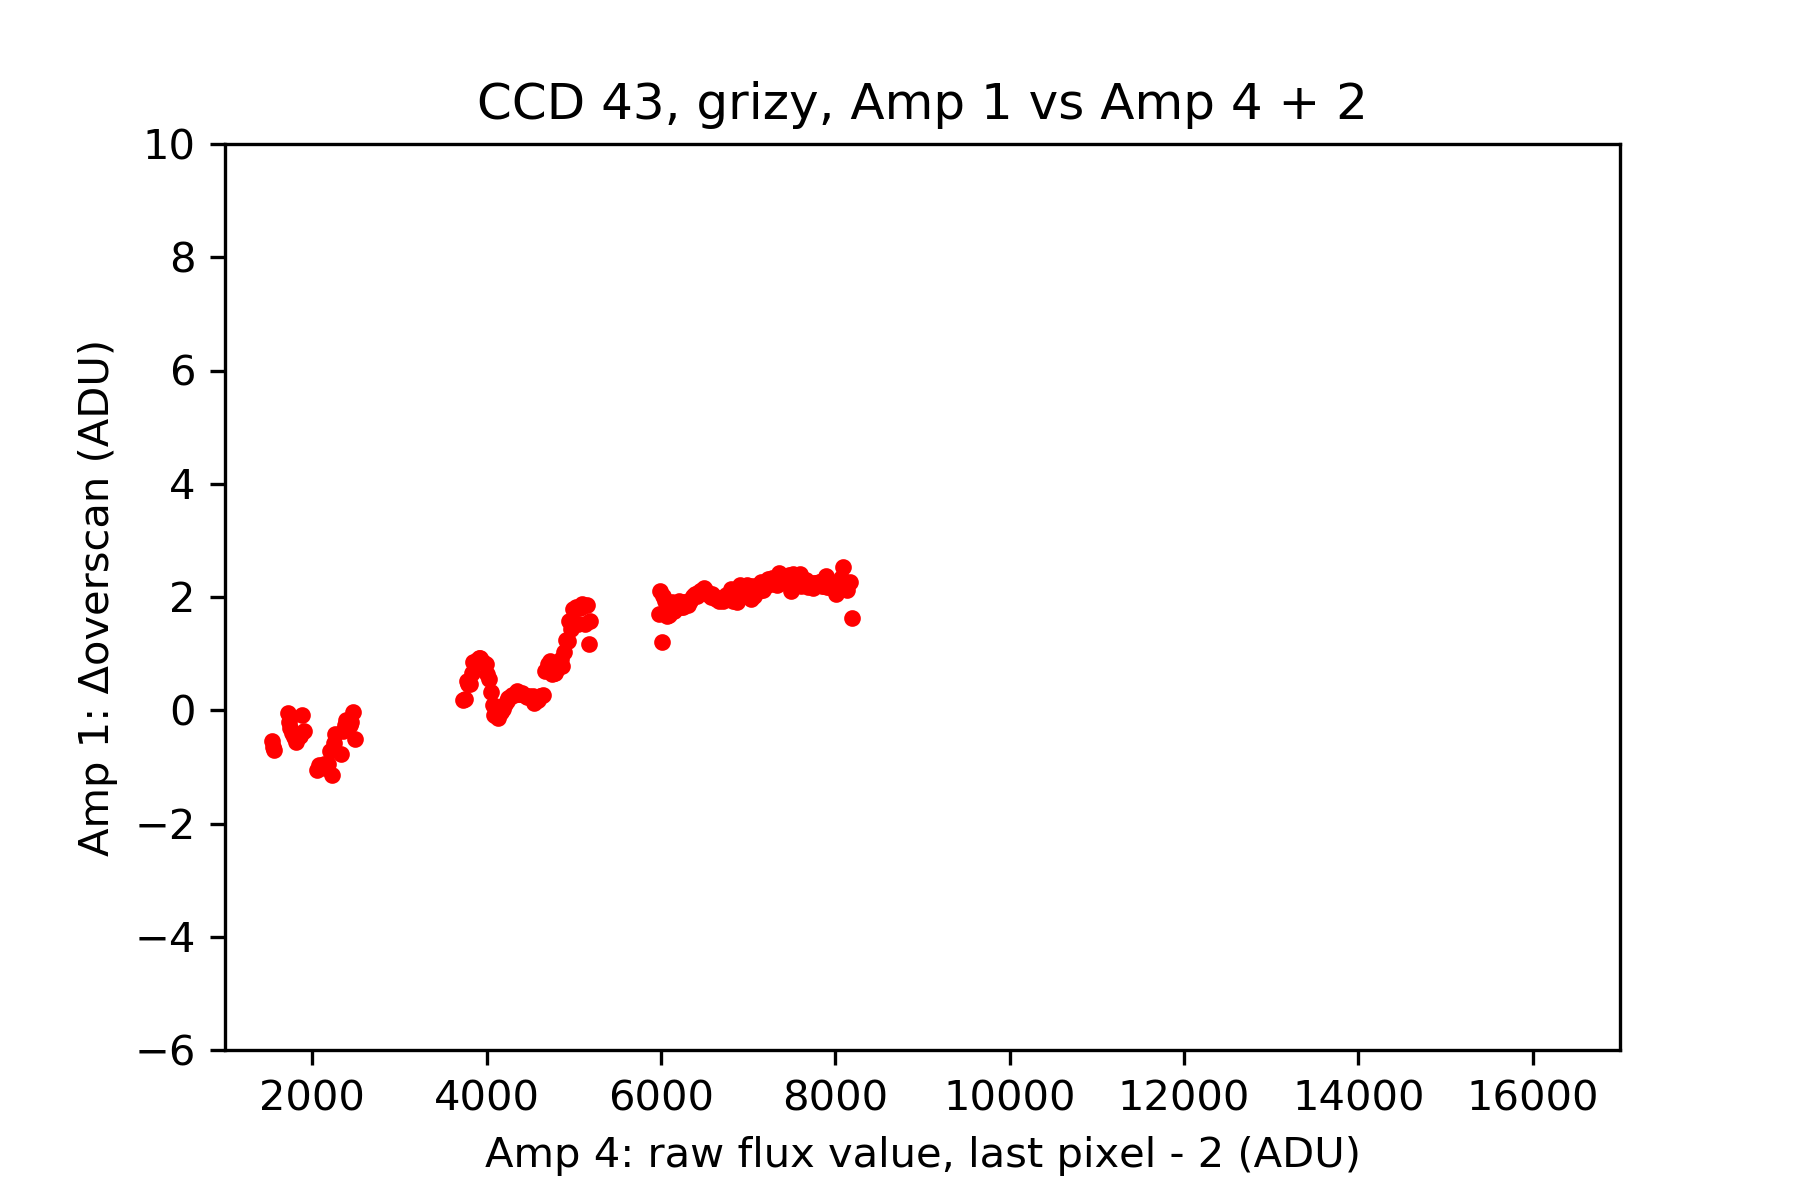 CCD 43, grizy, Amp 1 vs Amp 4 + 2
10
8
6
4
2
0
−2
−4
−6
Amp 1: Δoverscan (ADU)
2000 4000 6000 8000 10000 12000 14000 16000
Amp 4: raw flux value, last pixel - 2 (ADU)